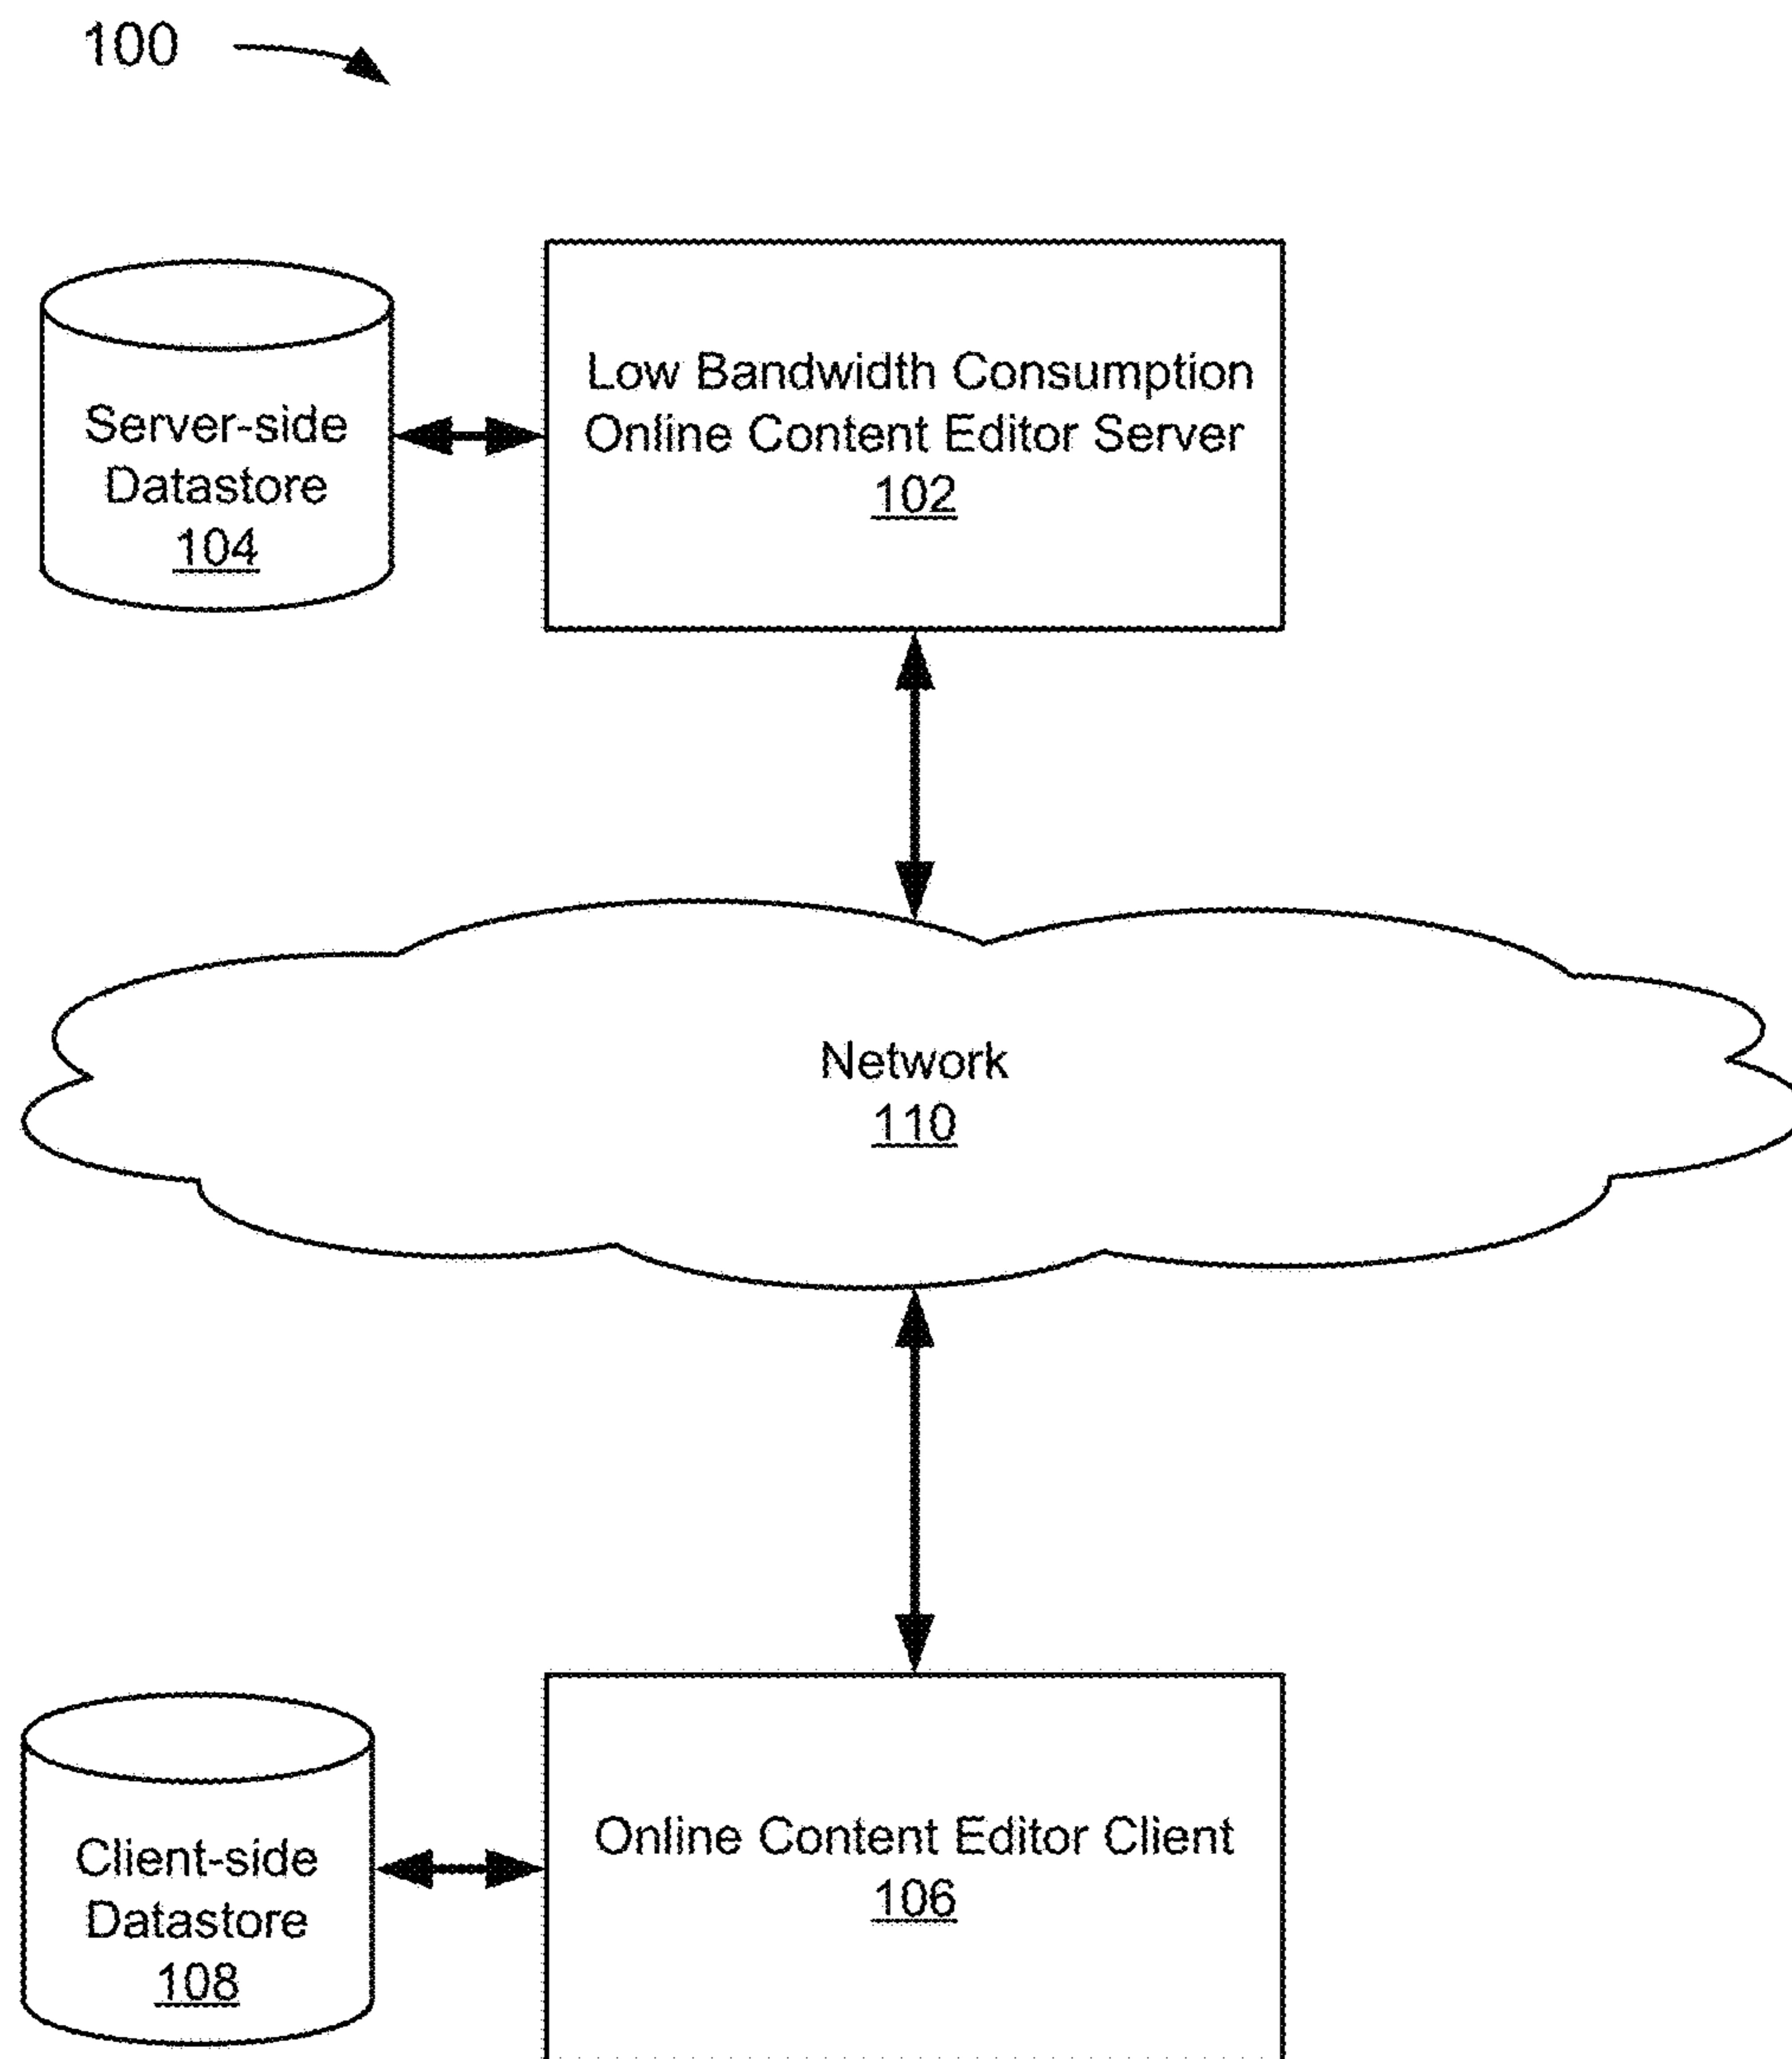 100
Low Bandwidth Consumption
Online Content Editor Server
102
Server-side
Datastore
104
Network
110
Online Content Editor Client
106
Client-side
Datastore
108